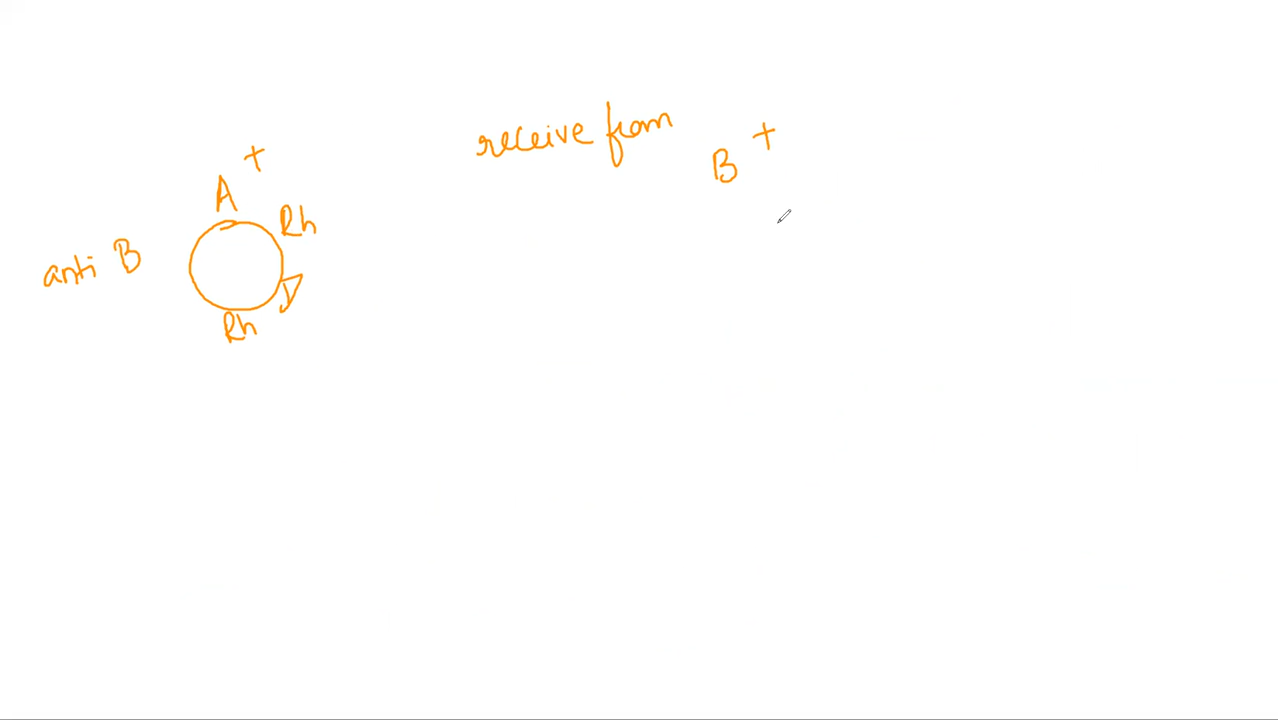 receive from
B +
A +
Rh
anti B
Rh